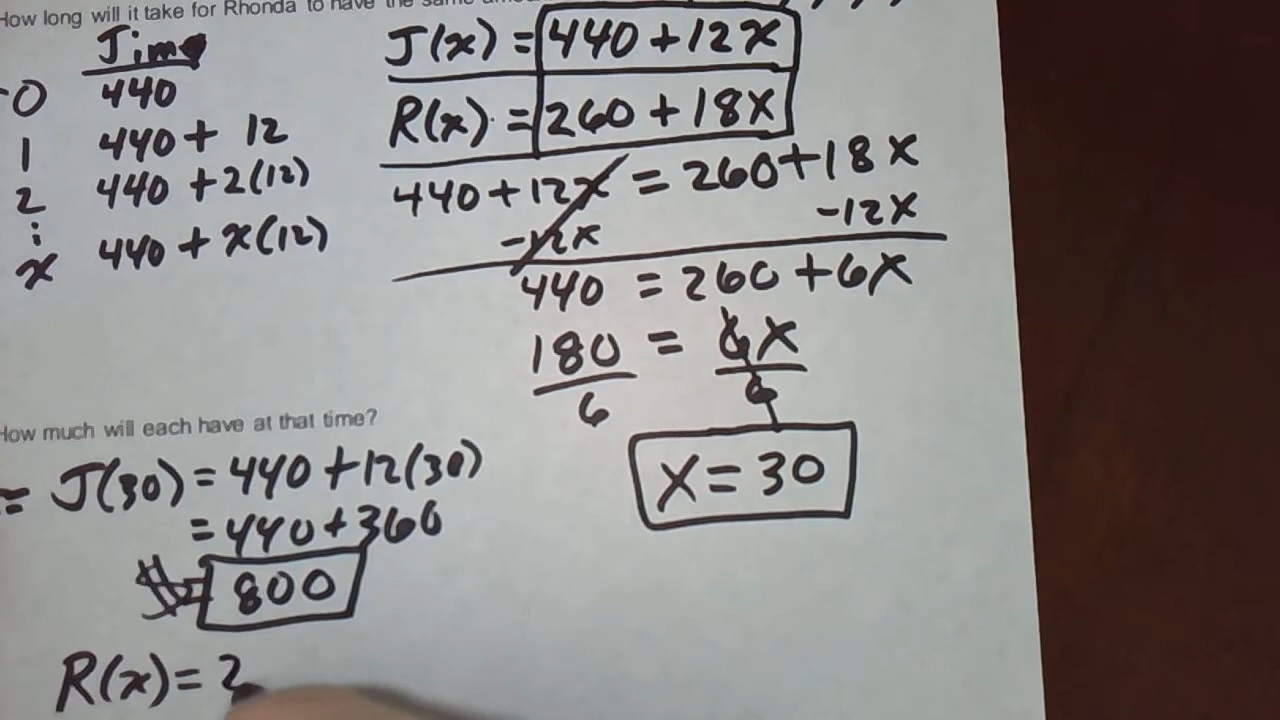 How long will it take for Rhonda to have the same
Jim
0 440
1 440 + 12
2 440 + 2(12)
⋮
x 440 + x(12)
J(x) = 440 + 12x
R(x) = 260 + 18x
440 + 12x = 260 + 18x
-12x -12x
440 = 260 + 6x
180 = 6x
6 6
x = 30
How much will each have at that time?
= J(30) = 440 + 12(30)
= 440 + 360
$= 800
R(x) = 2